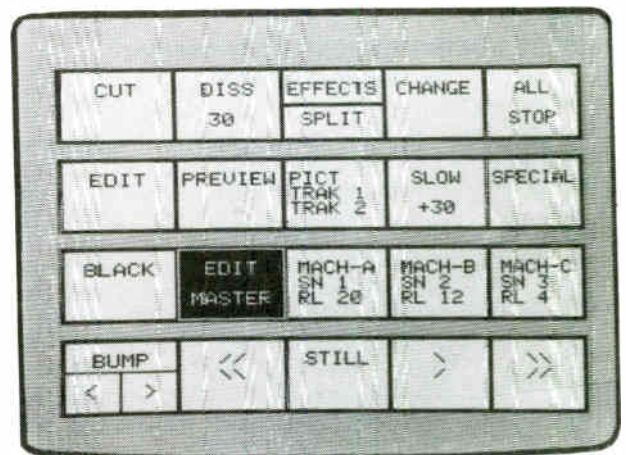 CUT
DISS
30
EFFECTS
SPLIT
CHANGE
ALL
STOP
EDIT
PREVIEW
PICT
TRAK 1
TRAK 2
SLOW
+30
SPECIAL
BLACK
EDIT
MASTER
MACH-A
SN 1
RL 20
MACH-B
SN 2
RL 12
MACH-C
SN 3
RL 4
BUMP
< >
<<
STILL
>
>>